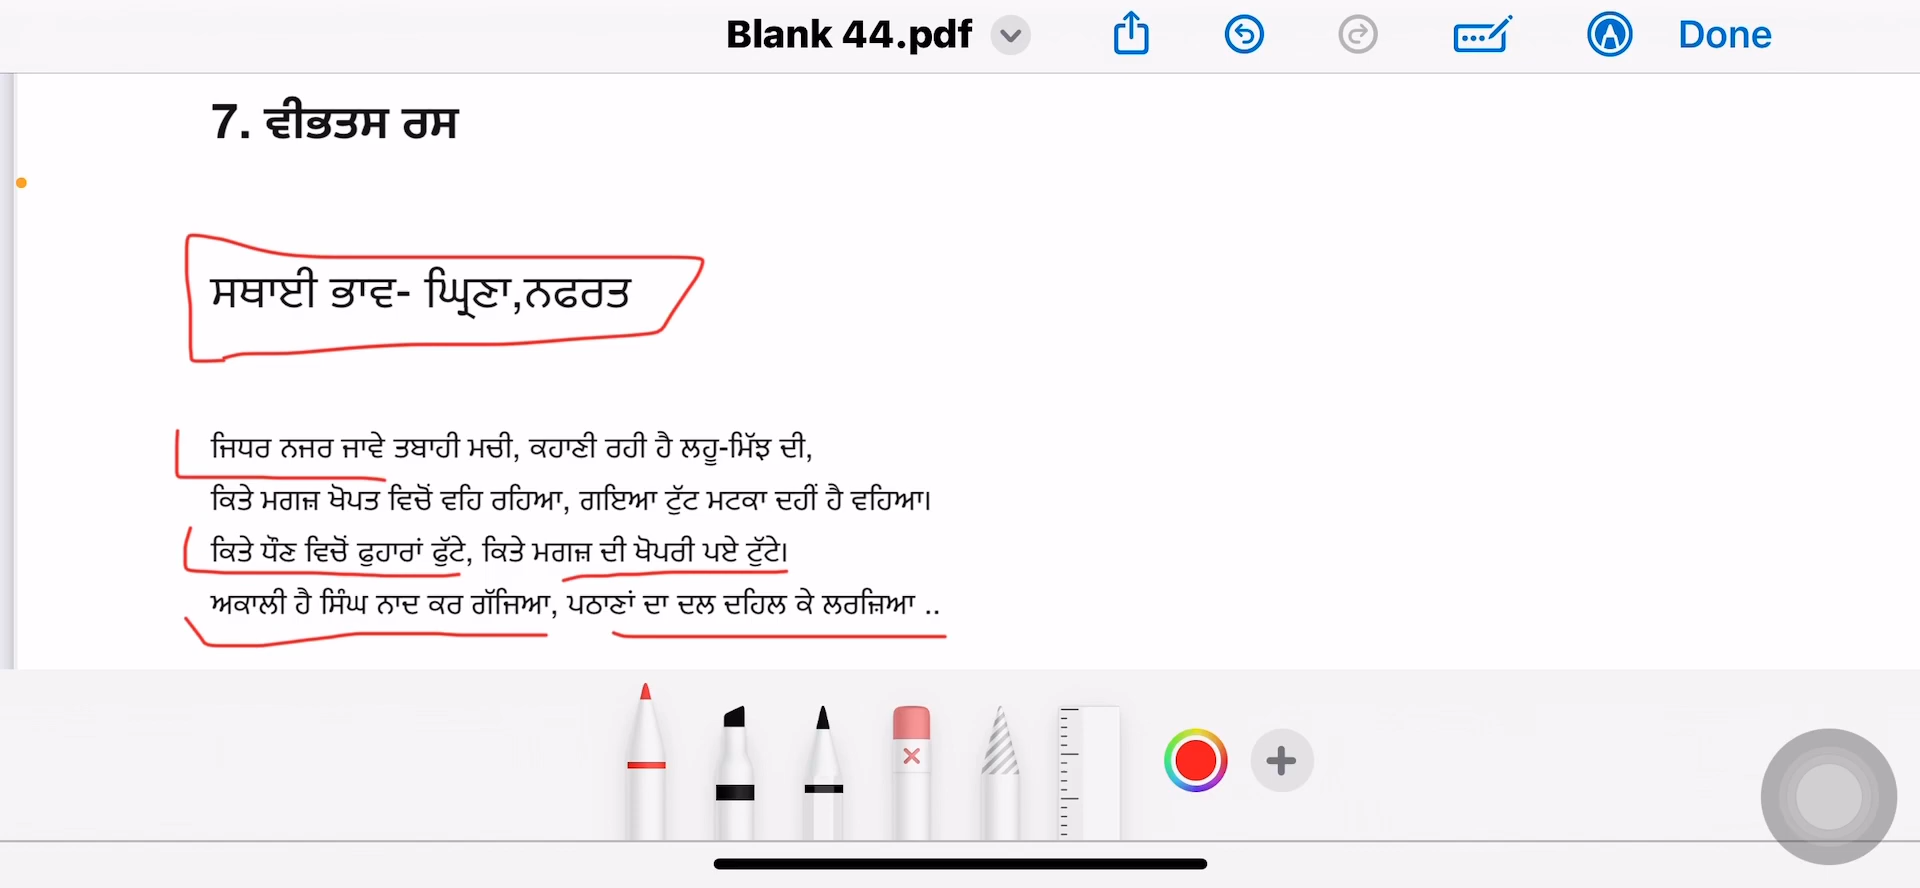 Blank 44.pdf
Done
7. ਵੀਭਤਸ ਰਸ
ਸਥਾਈ ਭਾਵ- ਘ੍ਰਿਣਾ,ਨਫਰਤ
ਜਿਧਰ ਨਜਰ ਜਾਵੇ ਤਬਾਹੀ ਮਚੀ, ਕਹਾਣੀ ਰਹੀ ਹੈ ਲਹੂ-ਮਿੱਝ ਦੀ,
ਕਿਤੇ ਮਗਜ਼ ਖੋਪਤ ਵਿਚੋਂ ਵਹਿ ਰਹਿਆ, ਗਇਆ ਟੁੱਟ ਮਟਕਾ ਦਹੀਂ ਹੈ ਵਹਿਆ।
ਕਿਤੇ ਧੌਣ ਵਿਚੋਂ ਫੁਹਾਰਾਂ ਫੁੱਟੇ, ਕਿਤੇ ਮਗਜ਼ ਦੀ ਖੋਪਰੀ ਪਏ ਟੁੱਟੇ।
ਅਕਾਲੀ ਹੈ ਸਿੰਘ ਨਾਦ ਕਰ ਗੱਜਿਆ, ਪਠਾਣਾਂ ਦਾ ਦਲ ਦਹਿਲ ਕੇ ਲਰਜ਼ਿਆ ..